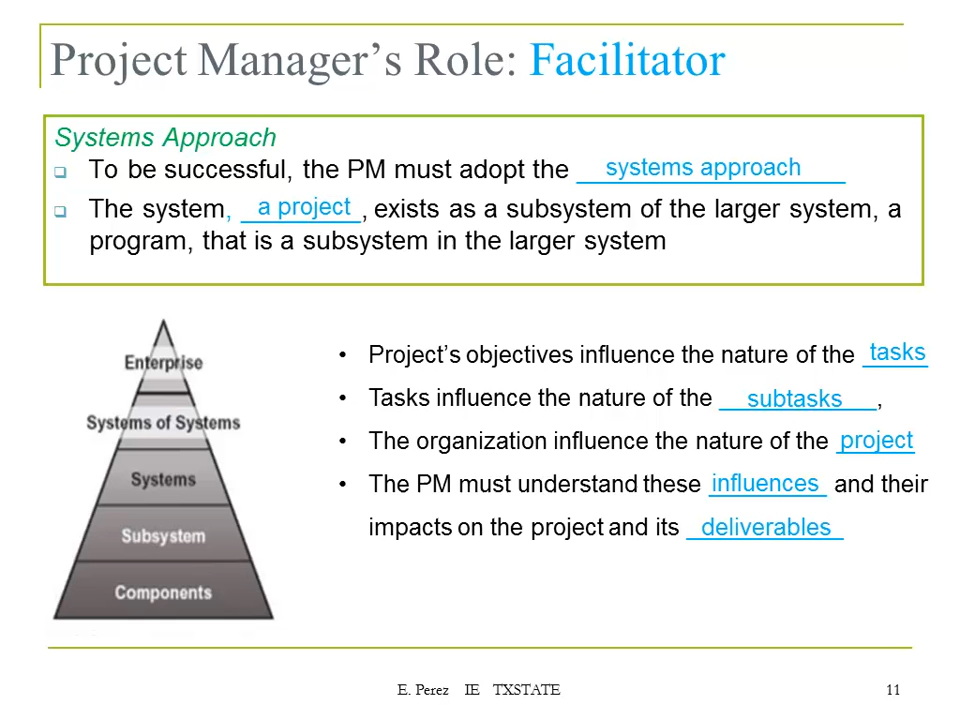 Project Manager's Role: Facilitator
Systems Approach
To be successful, the PM must adopt the systems approach
The system, a project, exists as a subsystem of the larger system, a
program, that is a subsystem in the larger system
Enterprise
Systems of Systems
Systems
Subsystem
Components
• Project's objectives influence the nature of the tasks
• Tasks influence the nature of the subtasks,
• The organization influence the nature of the project
• The PM must understand these influences and their
impacts on the project and its deliverables
E. Perez IE TXSTATE
11